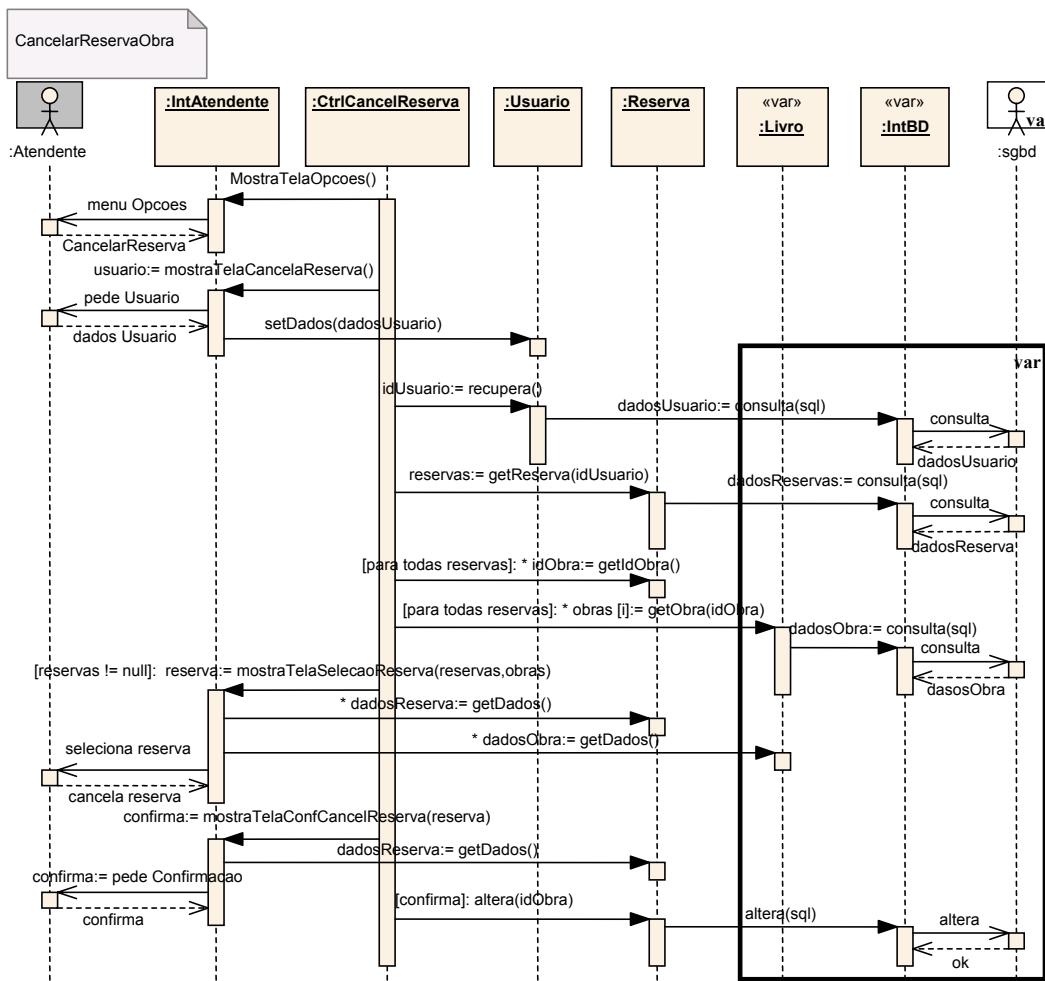 CancelarReservaObra
:Atendente
:IntAtendente
:CtrlCancelReserva
:Usuario
:Reserva
«var»
:Livro
«var»
:IntBD
va
:sgbd
MostraTelaOpcoes()
menu Opcoes
CancelarReserva
usuario:= mostraTelaCancelaReserva()
pede Usuario
dados Usuario
setDados(dadosUsuario)
var
idUsuario:= recupera()
dadosUsuario:= consulta(sql)
consulta
dadosUsuario
reservas:= getReserva(idUsuario)
dadosReservas:= consulta(sql)
consulta
dadosReserva
[para todas reservas]: * idObra:= getIdObra()
[para todas reservas]: * obras [i]:= getObra(idObra)
dadosObra:= consulta(sql)
consulta
dasosObra
[reservas != null]: reserva:= mostraTelaSelecaoReserva(reservas,obras)
* dadosReserva:= getDados()
* dadosObra:= getDados()
seleciona reserva
cancela reserva
confirma:= mostraTelaConfCancelReserva(reserva)
dadosReserva:= getDados()
confirma:= pede Confirmacao
confirma
[confirma]: altera(idObra)
altera(sql)
altera
ok